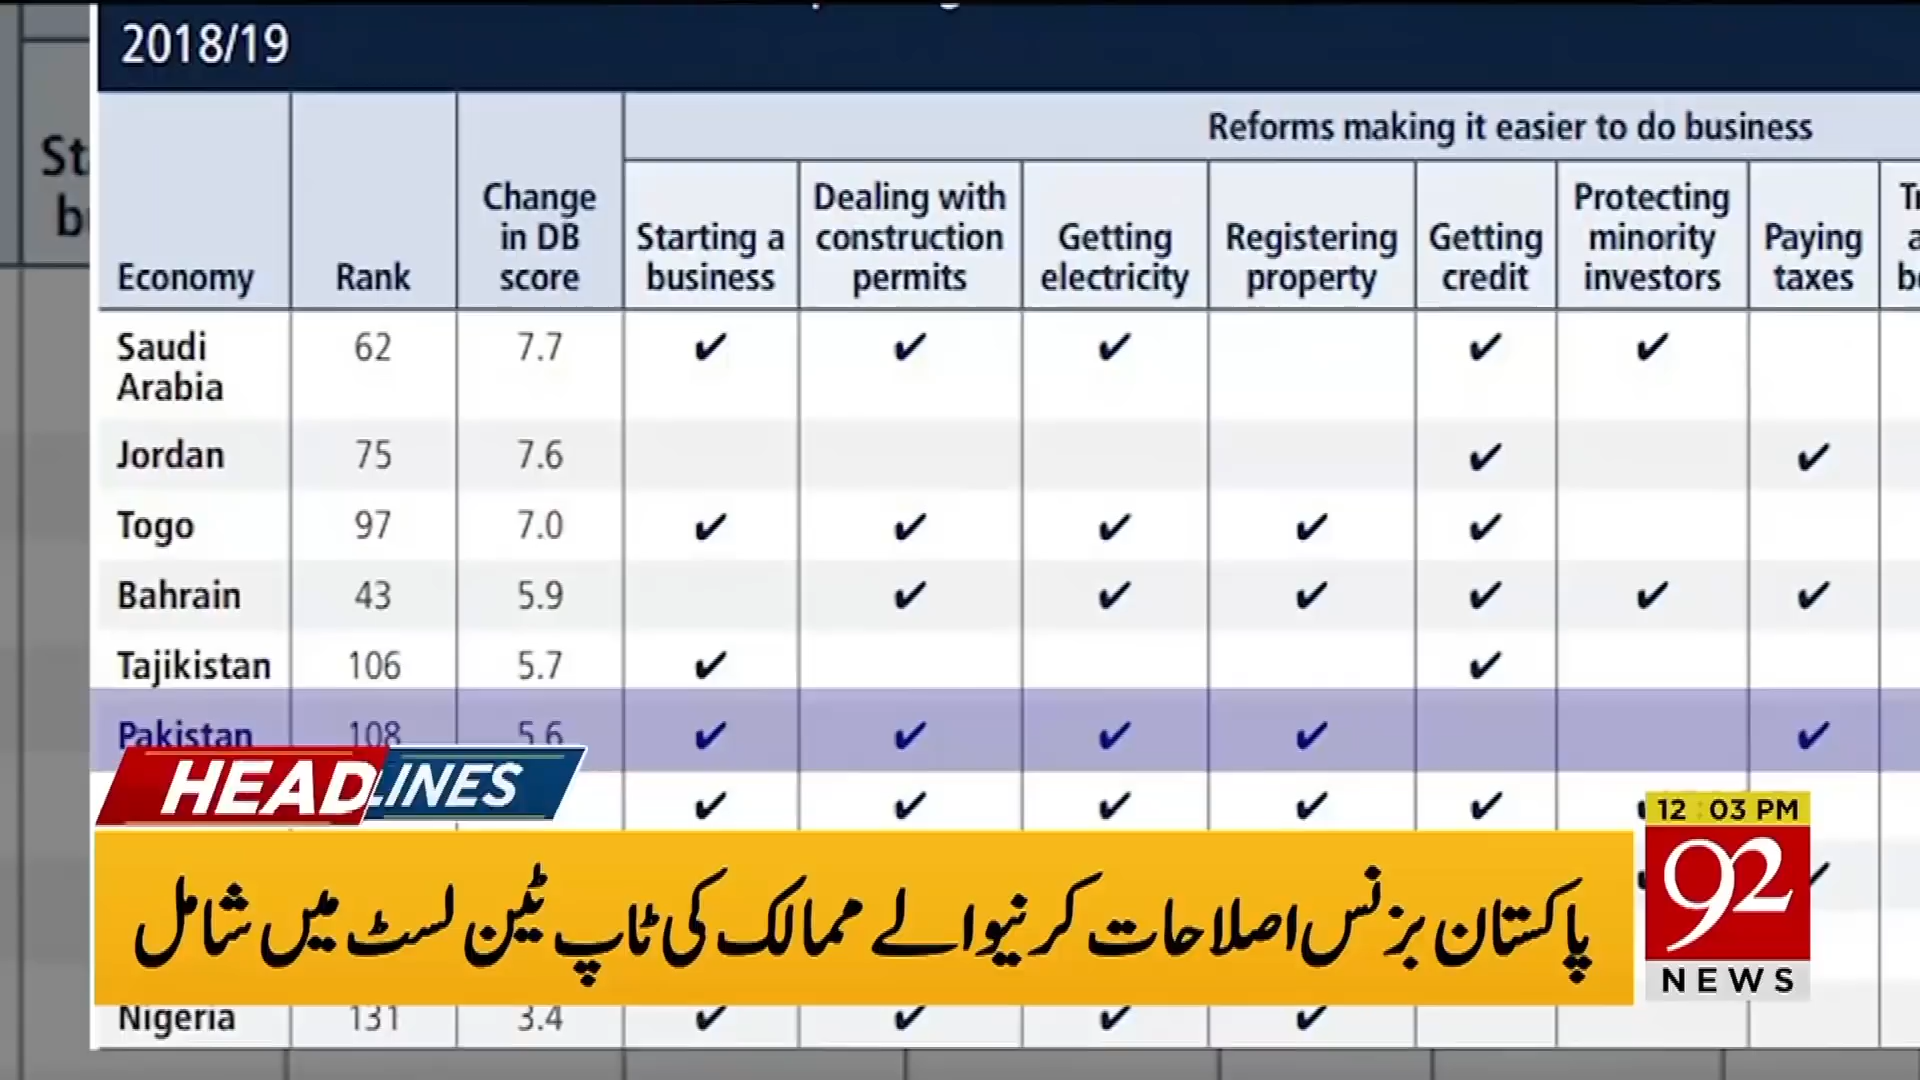 2018/19
Reforms making it easier to do business
Economy Rank Change in DB score Starting a business Dealing with construction permits Getting electricity Registering property Getting credit Protecting minority investors Paying taxes
Saudi Arabia 62 7.7 ✔ ✔ ✔ ✔ ✔
Jordan 75 7.6 ✔ ✔
Togo 97 7.0 ✔ ✔ ✔ ✔ ✔
Bahrain 43 5.9 ✔ ✔ ✔ ✔ ✔ ✔
Tajikistan 106 5.7 ✔ ✔
Pakistan 108 5.6 ✔ ✔ ✔ ✔ ✔
✔ ✔ ✔ ✔ ✔
HEADLINES
12 03 PM
92
NEWS
پاکستان بزنس اصلاحات کرنیوالے ممالک کی ٹاپ ٹین لسٹ میں شامل
Nigeria 131 3.4 ✔ ✔ ✔ ✔